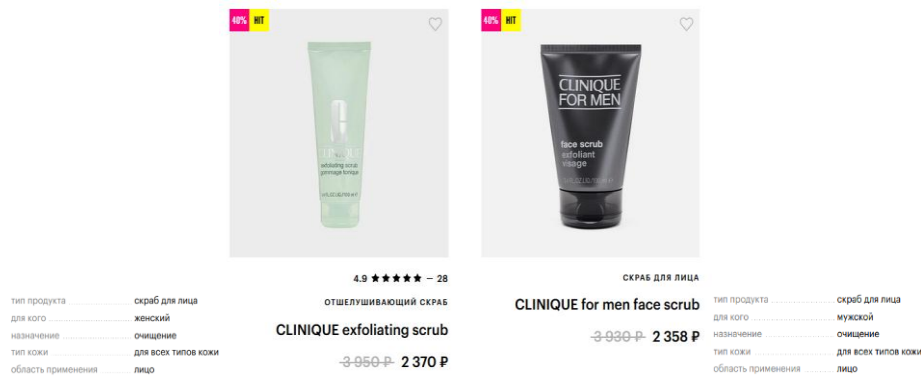 40% HIT
CLINIQUE
exfoliating scrub
gommage tonique
4.9 ★★★★★ — 28
ОТШЕЛУШИВАЮЩИЙ СКРАБ
CLINIQUE exfoliating scrub
3 950 ₽ 2 370 ₽
тип продукта скраб для лица
для кого женский
назначение очищение
тип кожи для всех типов кожи
область применения лицо
40% HIT
CLINIQUE
FOR MEN
face scrub
exfoliant
visage
СКРАБ ДЛЯ ЛИЦА
CLINIQUE for men face scrub
3 930 ₽ 2 358 ₽
тип продукта скраб для лица
для кого мужской
назначение очищение
тип кожи для всех типов кожи
область применения лицо